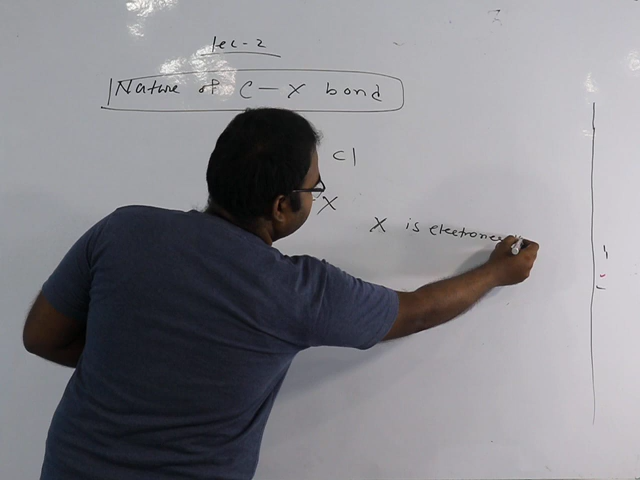 lec-2
Nature of C-X bond
Cl
X
X is electrone